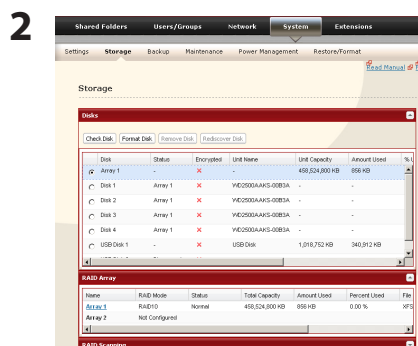 2
Shared Folders Users/Groups Network System Extensions
Settings Storage Backup Maintenance Power Management Restore/Format
Read Manual
Storage
Disks
Check Disk Format Disk Remove Disk Rediscover Disk
Disk Status Encrypted Unit Name Unit Capacity Amount Used
Array 1 - × - 458,524,800 KB 856 KB
Disk 1 Array 1 × WD2500AAKS-00B3A - -
Disk 2 Array 1 × WD2500AAKS-00B3A - -
Disk 3 Array 1 × WD2500AAKS-00B3A - -
Disk 4 Array 1 × WD2500AAKS-00B3A - -
USB Disk 1 - × USB Disk 1,018,752 KB 340,912 KB
RAID Array
Name RAID Mode Status Total Capacity Amount Used Percent Used File
Array 1 RAID10 Normal 458,524,800 KB 856 KB 0.00 % XFS
Array 2 Not Configured
RAID Scanning